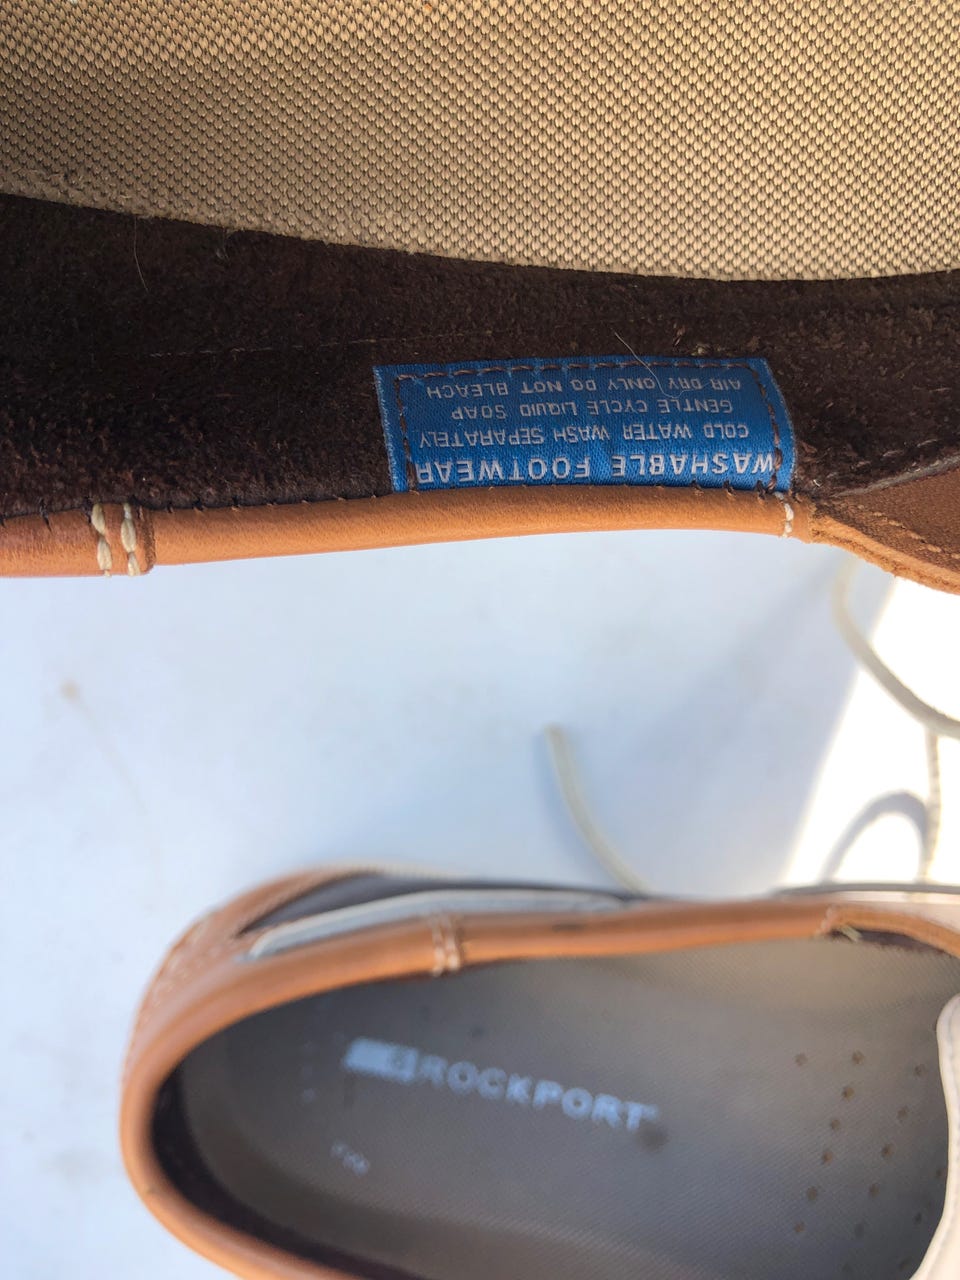 WASHABLE FOOTWEAR
COLD WATER WASH SEPARATELY
GENTLE CYCLE LIQUID SOAP
AIR DRY ONLY DO NOT BLEACH
ROCKPORT